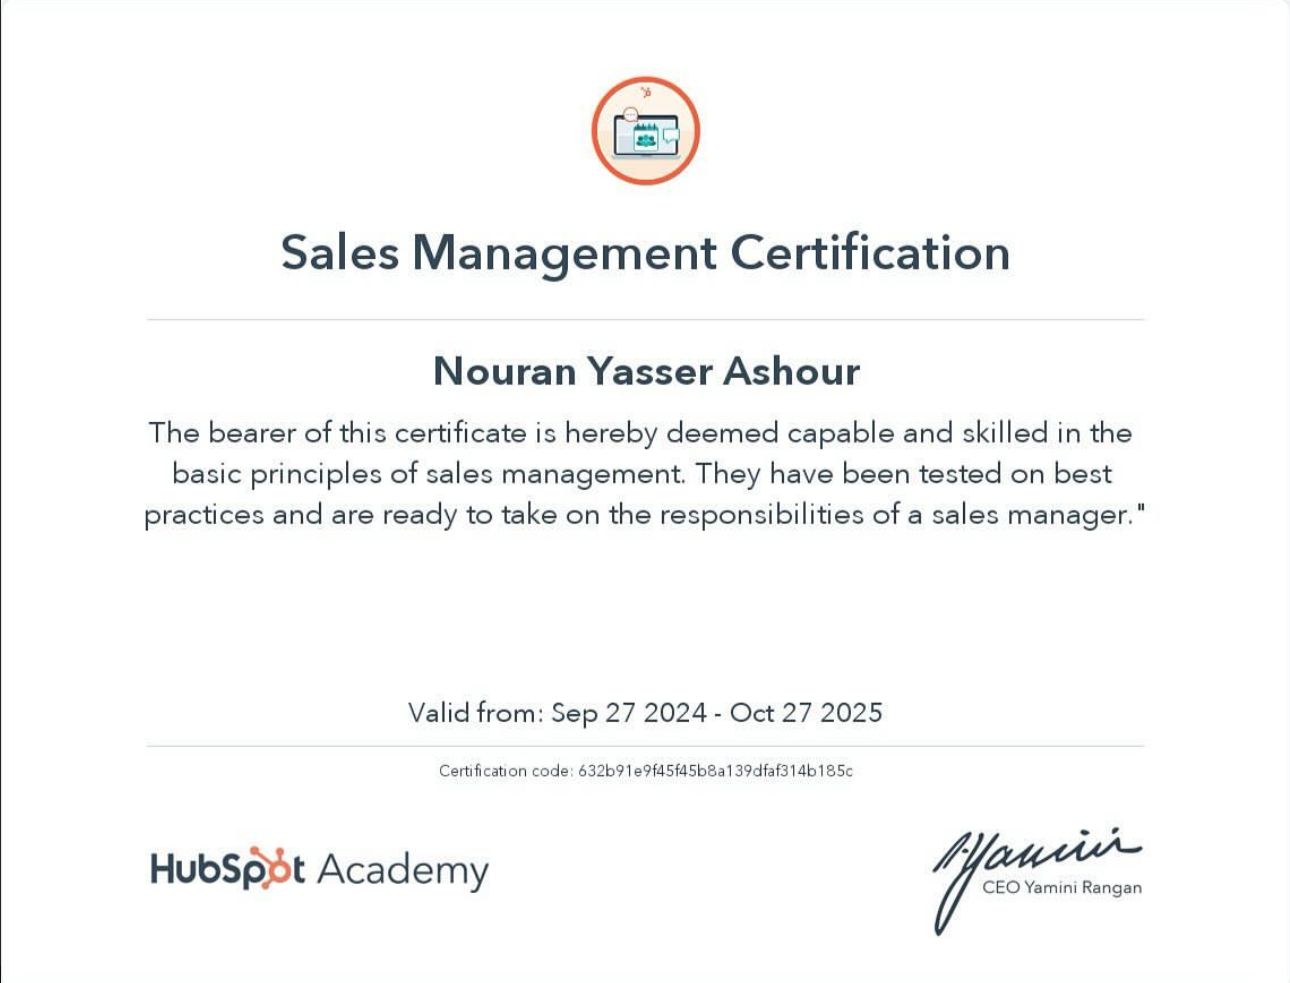 Sales Management Certification
Nouran Yasser Ashour
The bearer of this certificate is hereby deemed capable and skilled in the
basic principles of sales management. They have been tested on best
practices and are ready to take on the responsibilities of a sales manager."
Valid from: Sep 27 2024 - Oct 27 2025
Certification code: 632b91e9f45f45b8a139dfaf314b185c
HubSpot Academy
CEO Yamini Rangan